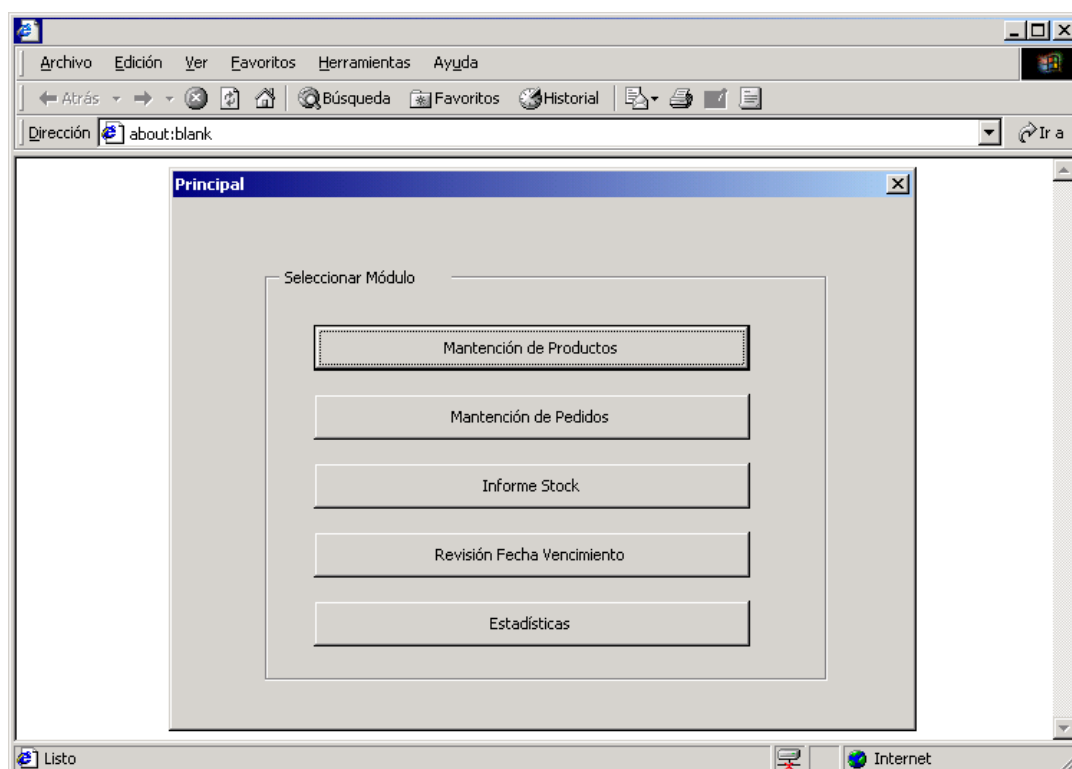 Archivo Edición Ver Favoritos Herramientas Ayuda
Atrás Búsqueda Favoritos Historial
Dirección about:blank Ir a
Principal
Seleccionar Módulo
Mantención de Productos
Mantención de Pedidos
Informe Stock
Revisión Fecha Vencimiento
Estadísticas
Listo Internet